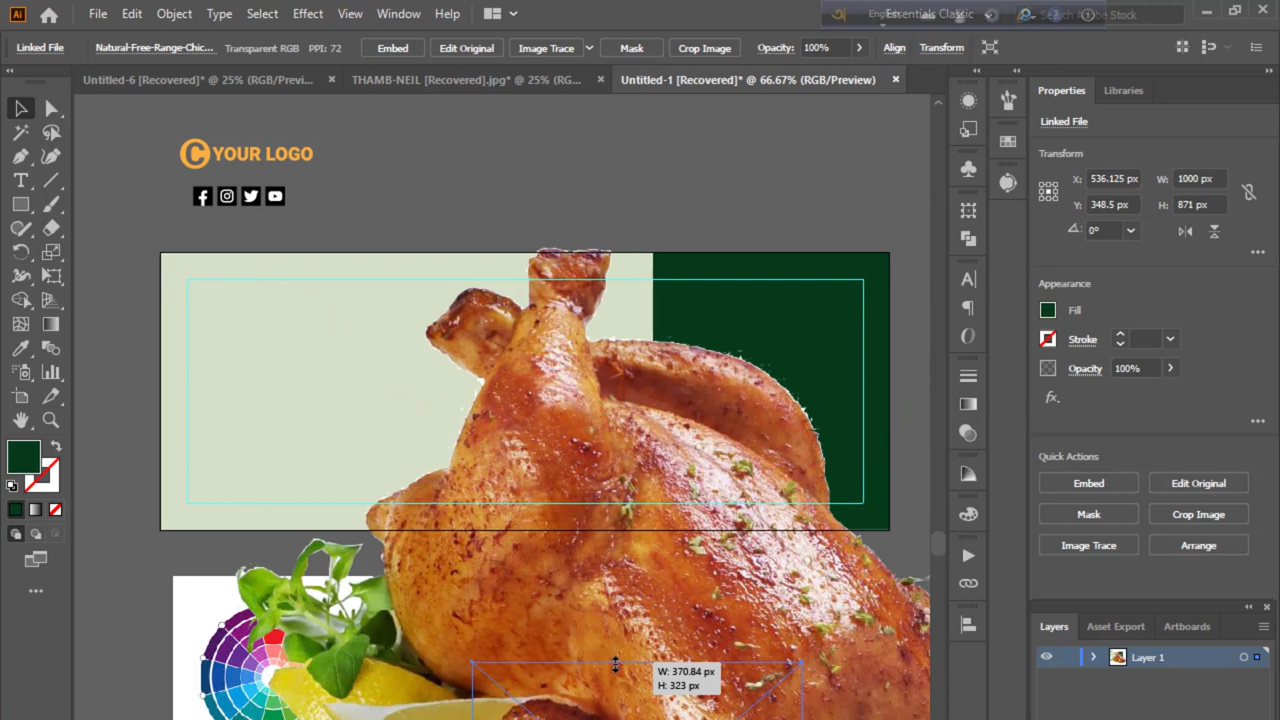 Ai File Edit Object Type Select Effect View Window Help English Essentials Classic Search Adobe Stock
Linked File Natural-Free-Range-Chic... Transparent RGB PPI: 72 Embed Edit Original Image Trace Mask Crop Image Opacity: 100% Align Transform
Untitled-6 [Recovered]* @ 25% (RGB/Previ... × THAMB-NEIL [Recovered].jpg* @ 25% (RG... × Untitled-1 [Recovered]* @ 66.67% (RGB/Preview) ×
Properties Libraries
Linked File
Transform
X: 536.125 px W: 1000 px
Y: 348.5 px H: 871 px
0°
Appearance
Fill
Stroke
Opacity 100%
fx.
Quick Actions
Embed Edit Original
Mask Crop Image
Image Trace Arrange
Layers Asset Export Artboards
Layer 1
C YOUR LOGO
W: 370.84 px
H: 323 px